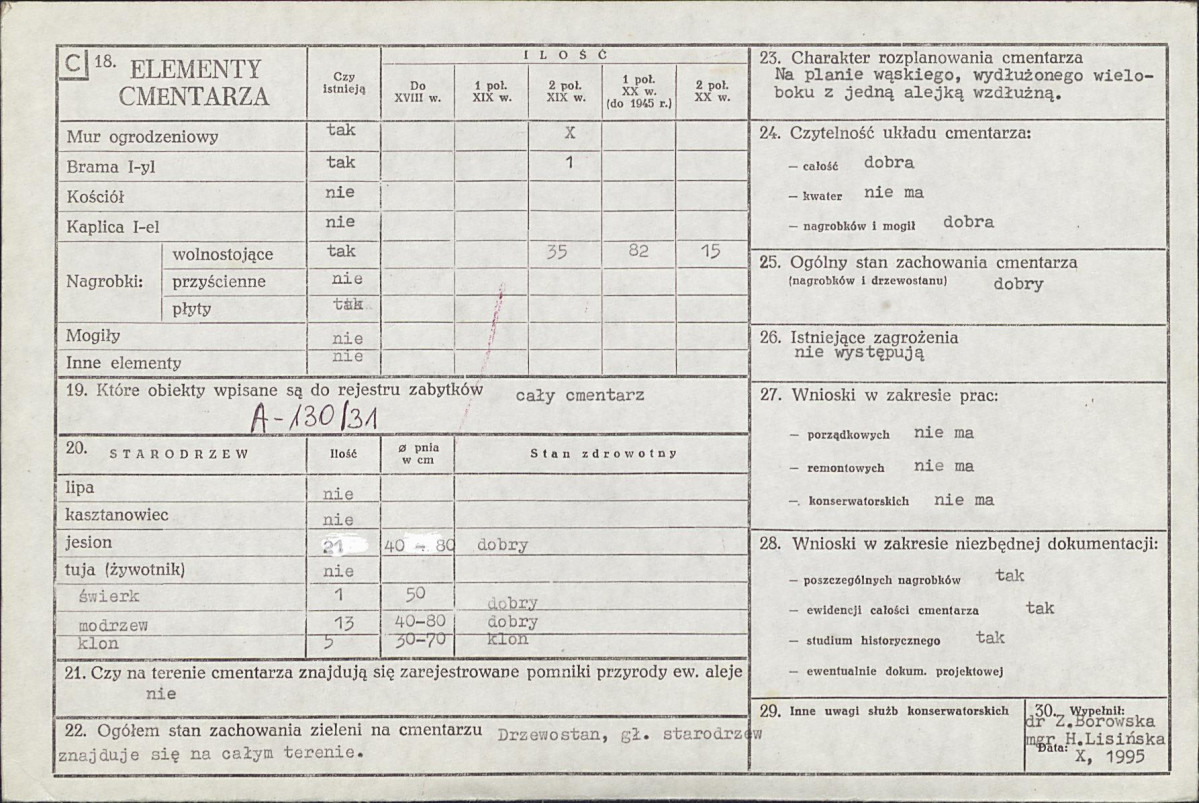 C 18. ELEMENTY CMENTARZA
Czy istnieją
I L O Ś Ć
Do XVIII w.
1 poł. XIX w.
2 poł. XIX w.
1 poł. XX w. (do 1945 r.)
2 poł. XX w.
Mur ogrodzeniowy tak X
Brama I-yl tak 1
Kościół nie
Kaplica I-el nie
Nagrobki:
wolnostojące tak 35 82 15
przyścienne nie
płyty tak
Mogiły nie
Inne elementy nie
19. Które obiekty wpisane są do rejestru zabytków cały cmentarz
A-130/31
20. STARODRZEW Ilość ø pnia w cm Stan zdrowotny
lipa nie
kasztanowiec nie
jesion 21 40 - 80 dobry
tuja (żywotnik) nie
świerk 1 50 dobry
modrzew 13 40-80 dobry
klon 5 30-70 klon
21. Czy na terenie cmentarza znajdują się zarejestrowane pomniki przyrody ew. aleje
nie
22. Ogółem stan zachowania zieleni na cmentarzu Drzewostan, gł. starodrzew
znajduje się na całym terenie.
23. Charakter rozplanowania cmentarza
Na planie wąskiego, wydłużonego wielo-
boku z jedną alejką wzdłużną.
24. Czytelność układu cmentarza:
— całość dobra
— kwater nie ma
— nagrobków i mogił dobra
25. Ogólny stan zachowania cmentarza
(nagrobków i drzewostanu) dobry
26. Istniejące zagrożenia
nie występują
27. Wnioski w zakresie prac:
— porządkowych nie ma
— remontowych nie ma
— konserwatorskich nie ma
28. Wnioski w zakresie niezbędnej dokumentacji:
— poszczególnych nagrobków tak
— ewidencji całości cmentarza tak
— studium historycznego tak
— ewentualnie dokum. projektowej
29. Inne uwagi służb konserwatorskich
30. Wypełnił:
dr Z.Borowska
mgr H.Lisińska
Data: X, 1995